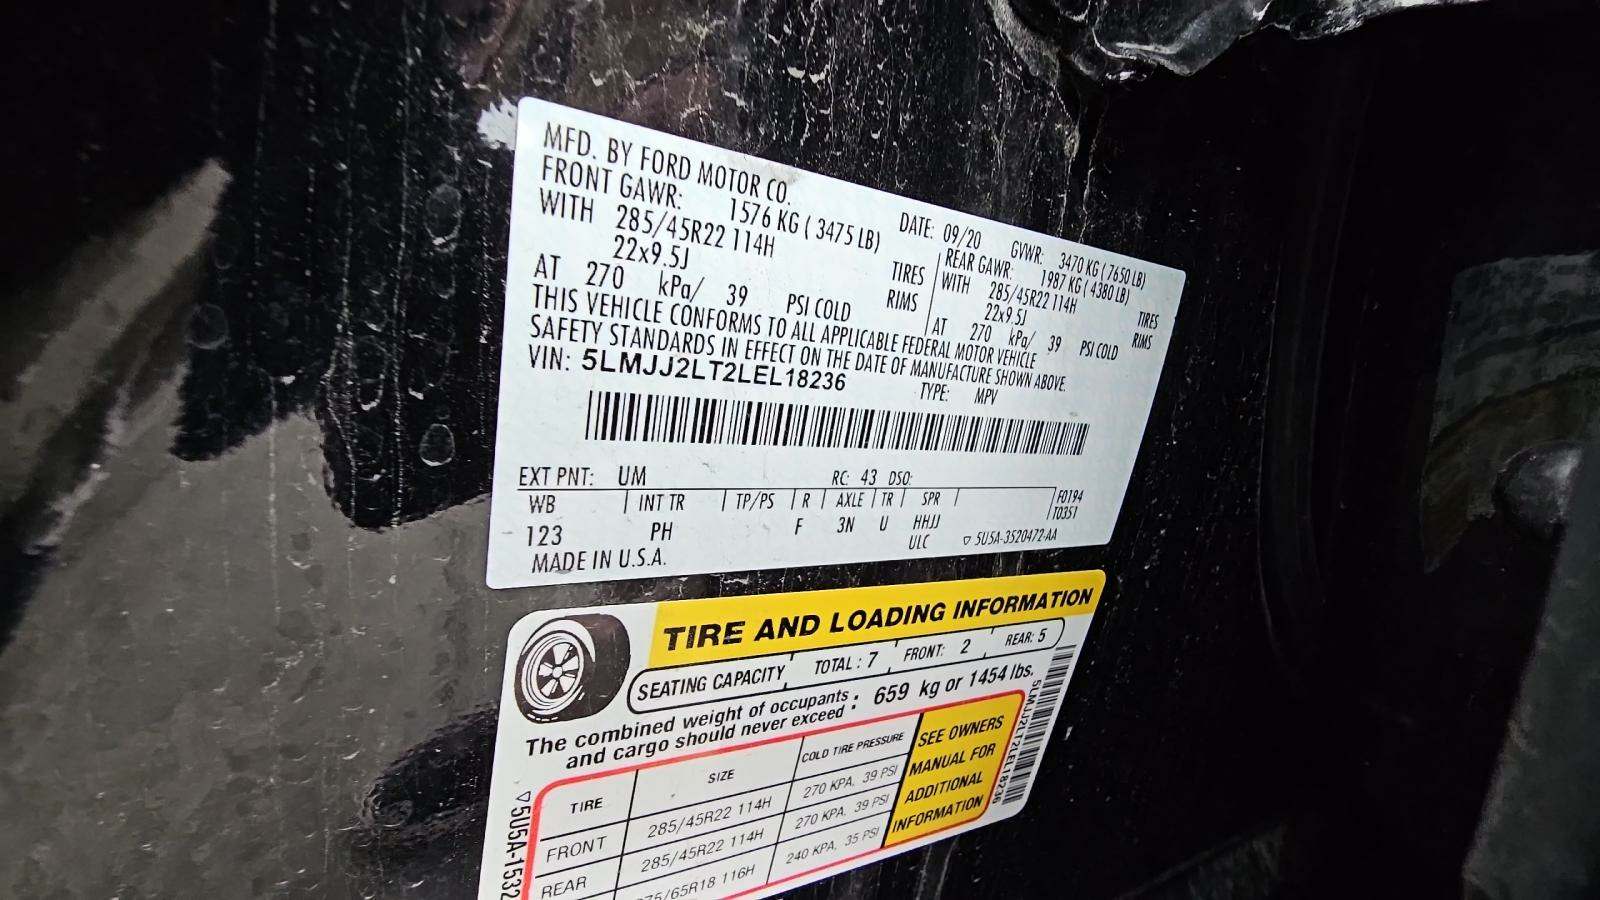 MFD. BY FORD MOTOR CO.
DATE: 09/20 GVWR: 3470 KG ( 7650 LB)
FRONT GAWR: 1576 KG ( 3475 LB) REAR GAWR: 1987 KG ( 4380 LB)
WITH 285/45R22 114H TIRES WITH 285/45R22 114H TIRES
22x9.5J RIMS 22x9.5J RIMS
AT 270 kPa/ 39 PSI COLD AT 270 kPa/ 39 PSI COLD
THIS VEHICLE CONFORMS TO ALL APPLICABLE FEDERAL MOTOR VEHICLE
SAFETY STANDARDS IN EFFECT ON THE DATE OF MANUFACTURE SHOWN ABOVE.
VIN: 5LMJJ2LT2LEL18236 TYPE: MPV
EXT PNT: UM RC: 43 DSO:
WB INT TR TP/PS R AXLE TR SPR F0194
T0351
123 PH F 3N U HHJJ
ULC ▽ 5U5A-3520472-AA
MADE IN U.S.A.
TIRE AND LOADING INFORMATION
SEATING CAPACITY TOTAL : 7 FRONT: 2 REAR: 5
The combined weight of occupants and cargo should never exceed : 659 kg or 1454 lbs.
TIRE SIZE COLD TIRE PRESSURE
FRONT 285/45R22 114H 270 KPA, 39 PSI
REAR 285/45R22 114H 270 KPA, 39 PSI
75/65R18 116H 240 KPA, 35 PSI
SEE OWNERS
MANUAL FOR
ADDITIONAL
INFORMATION
5LMJJ2LT2LEL18236
▽5U5A-1532